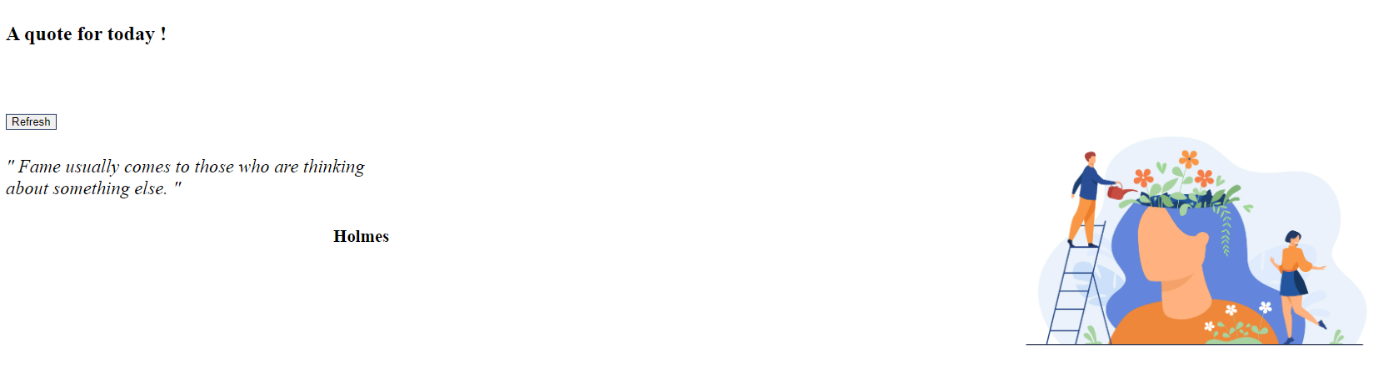 A quote for today !
Refresh
" Fame usually comes to those who are thinking
about something else. "
Holmes